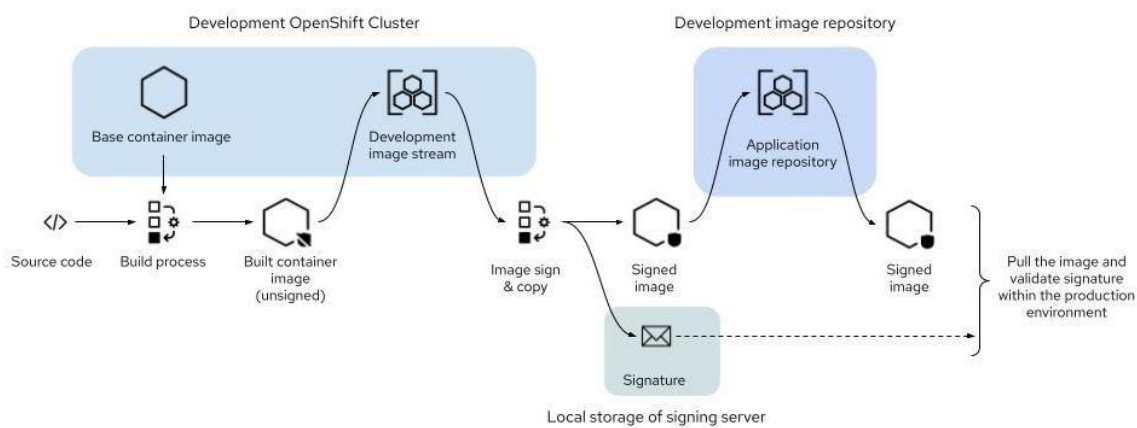 Development OpenShift Cluster
Development image repository
Base container image
Development
image stream
Application
image repository
</>
Source code
Build process
Built container
image
(unsigned)
Image sign
& copy
Signed
image
Signed
image
Pull the image and
validate signature
within the production
environment
Signature
Local storage of signing server